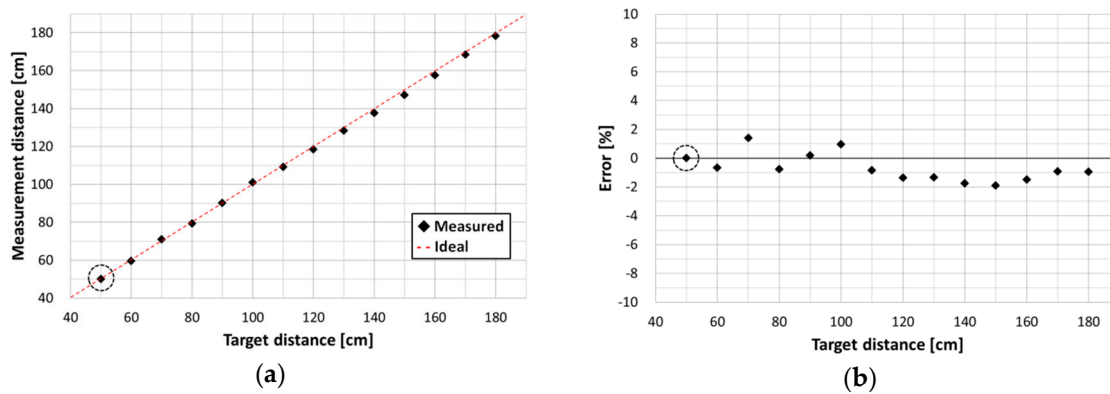 180
160
140
120
100
80
60
40
Measurement distance [cm]
Measured
Ideal
40 60 80 100 120 140 160 180
Target distance [cm]
(a)
10
8
6
4
2
0
-2
-4
-6
-8
-10
Error [%]
40 60 80 100 120 140 160 180
Target distance [cm]
(b)